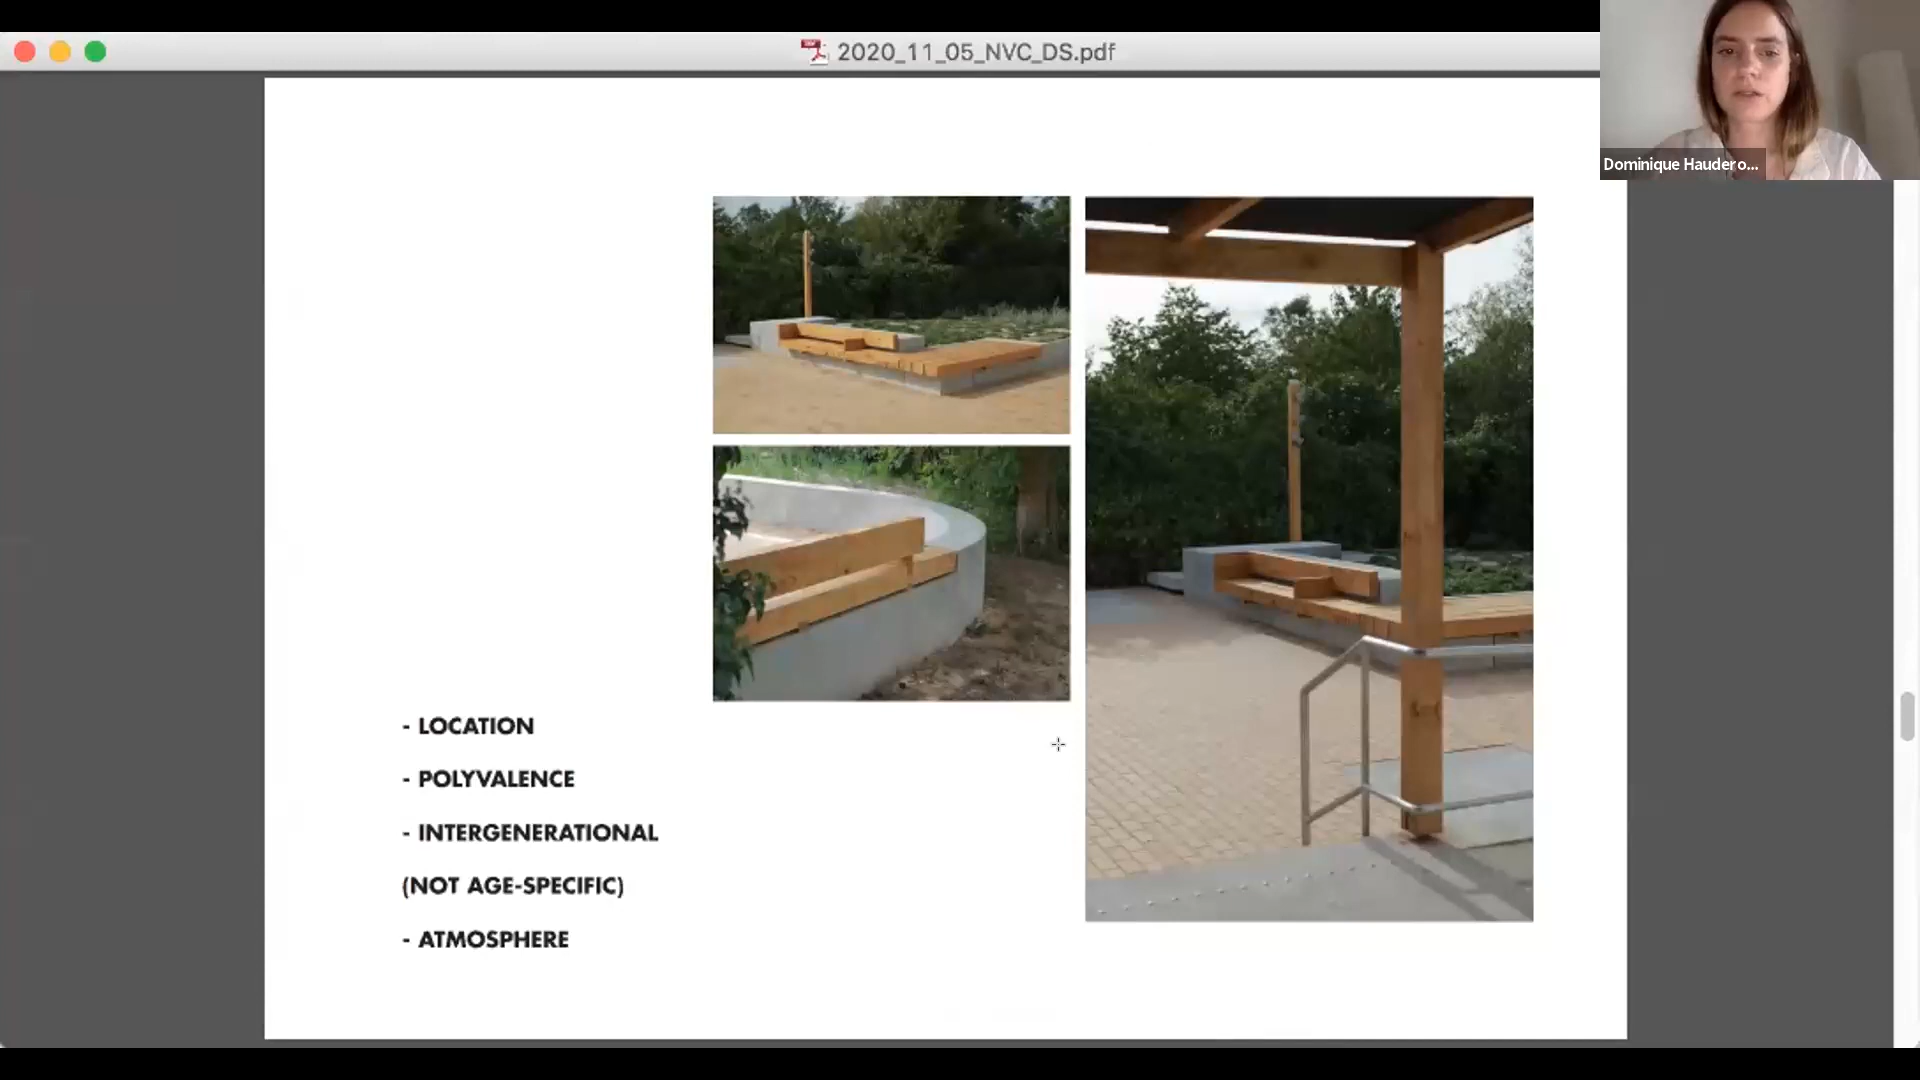 2020_11_05_NVC_DS.pdf
Dominique Haudero...
- LOCATION
- POLYVALENCE
- INTERGENERATIONAL
(NOT AGE-SPECIFIC)
- ATMOSPHERE